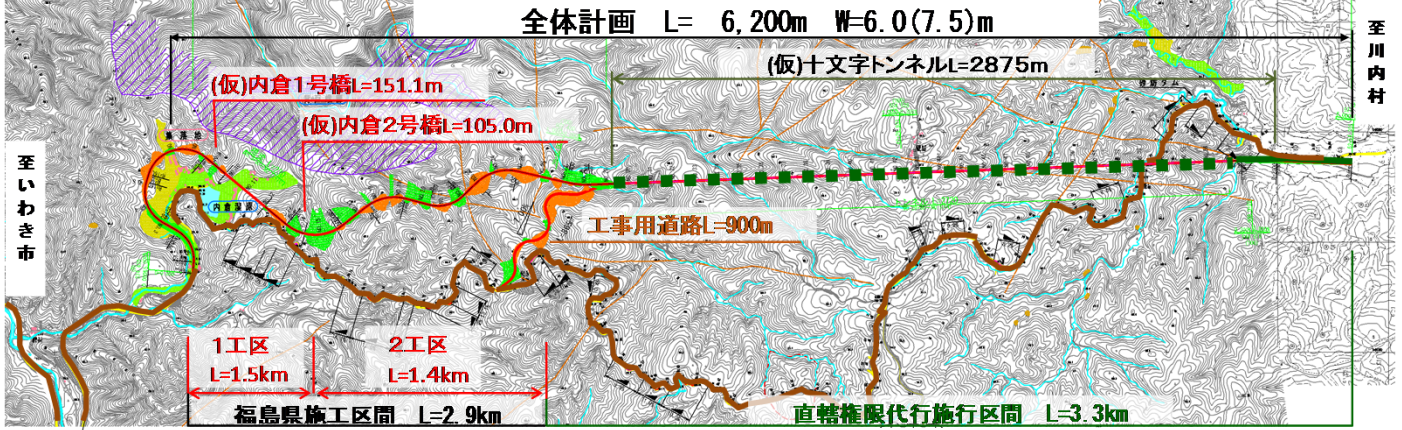 全体計画 L= 6,200m W=6.0(7.5)m
至川内村
(仮)十文字トンネルL=2875m
(仮)内倉1号橋L=151.1m
(仮)内倉2号橋L=105.0m
至いわき市
内倉湿原
工事用道路L=900m
1工区
L=1.5km
2工区
L=1.4km
福島県施工区間 L=2.9km
直轄権限代行施行区間 L=3.3km